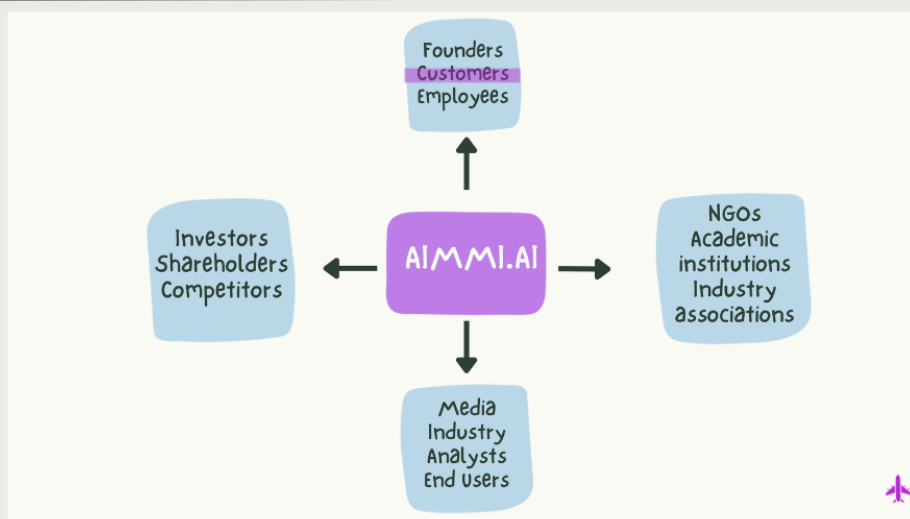 Founders
Customers
Employees
Investors
Shareholders
Competitors
AIMMI.AI
NGOs
Academic
institutions
Industry
associations
Media
Industry
Analysts
End Users